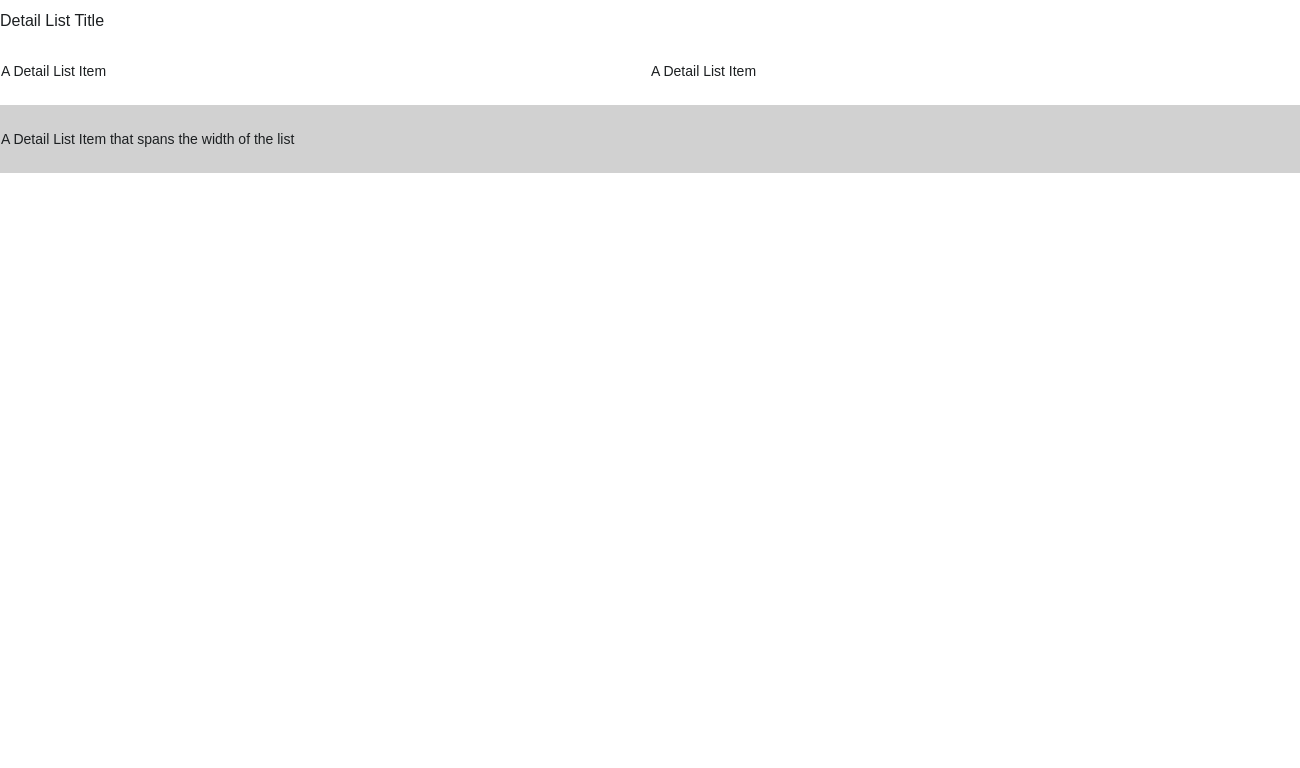 Detail List Title
A Detail List Item
A Detail List Item
A Detail List Item that spans the width of the list